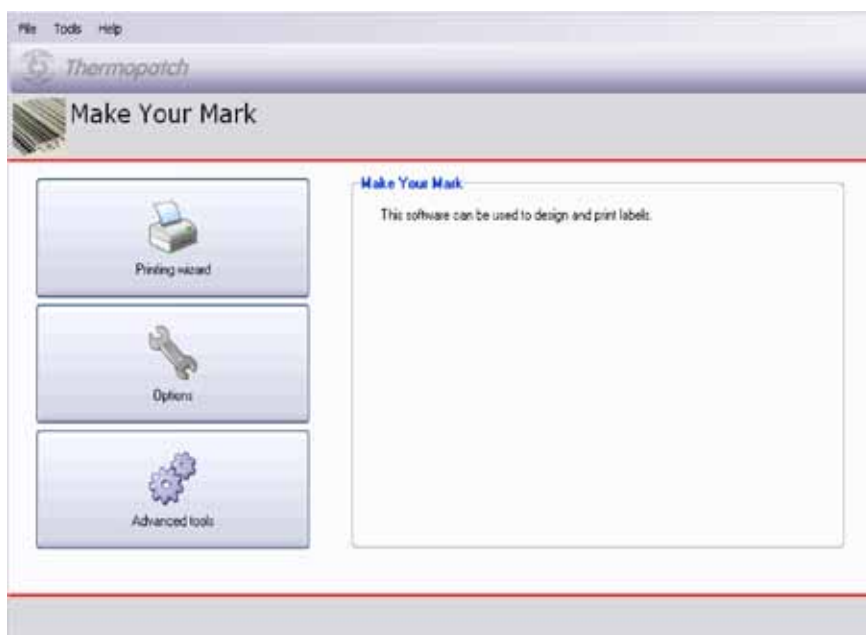 File Tools Help
Thermopatch
Make Your Mark
Make Your Mark
This software can be used to design and print labels.
Printing wizard
Options
Advanced tools